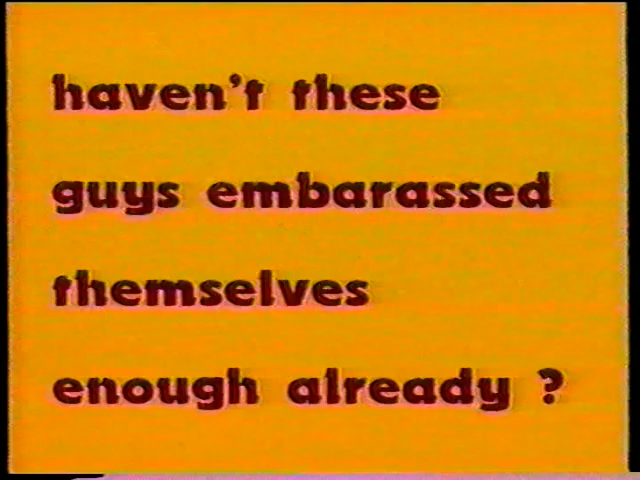 haven't these
guys embarassed
themselves
enough already ?